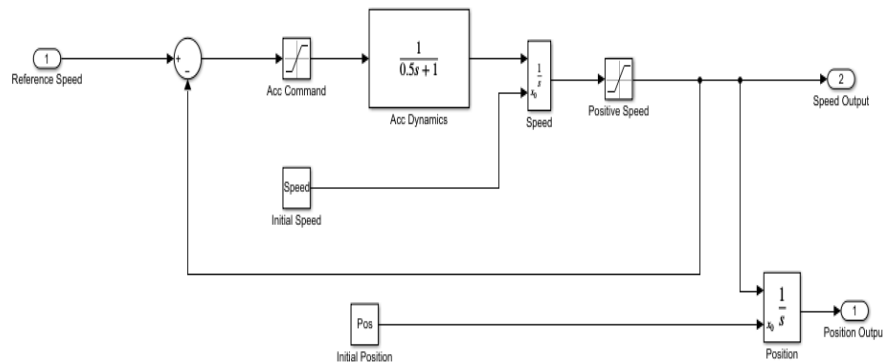 1
Reference Speed
+
−
Acc Command
1
0.5s + 1
Acc Dynamics
1
s
x₀
Speed
Positive Speed
2
Speed Output
Speed
Initial Speed
Pos
Initial Position
1
s
x₀
Position
1
Position Outpu